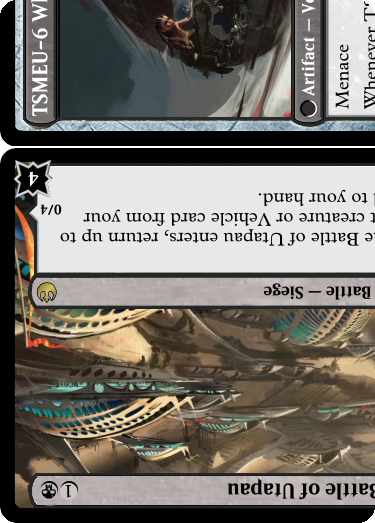 TSMEU-6 W
Artifact — V
Menace
Whenever
Battle of Utapau
1
Battle — Siege
Battle of Utapau enters, return up to
creature or Vehicle card from your
to your hand.
0/4
4